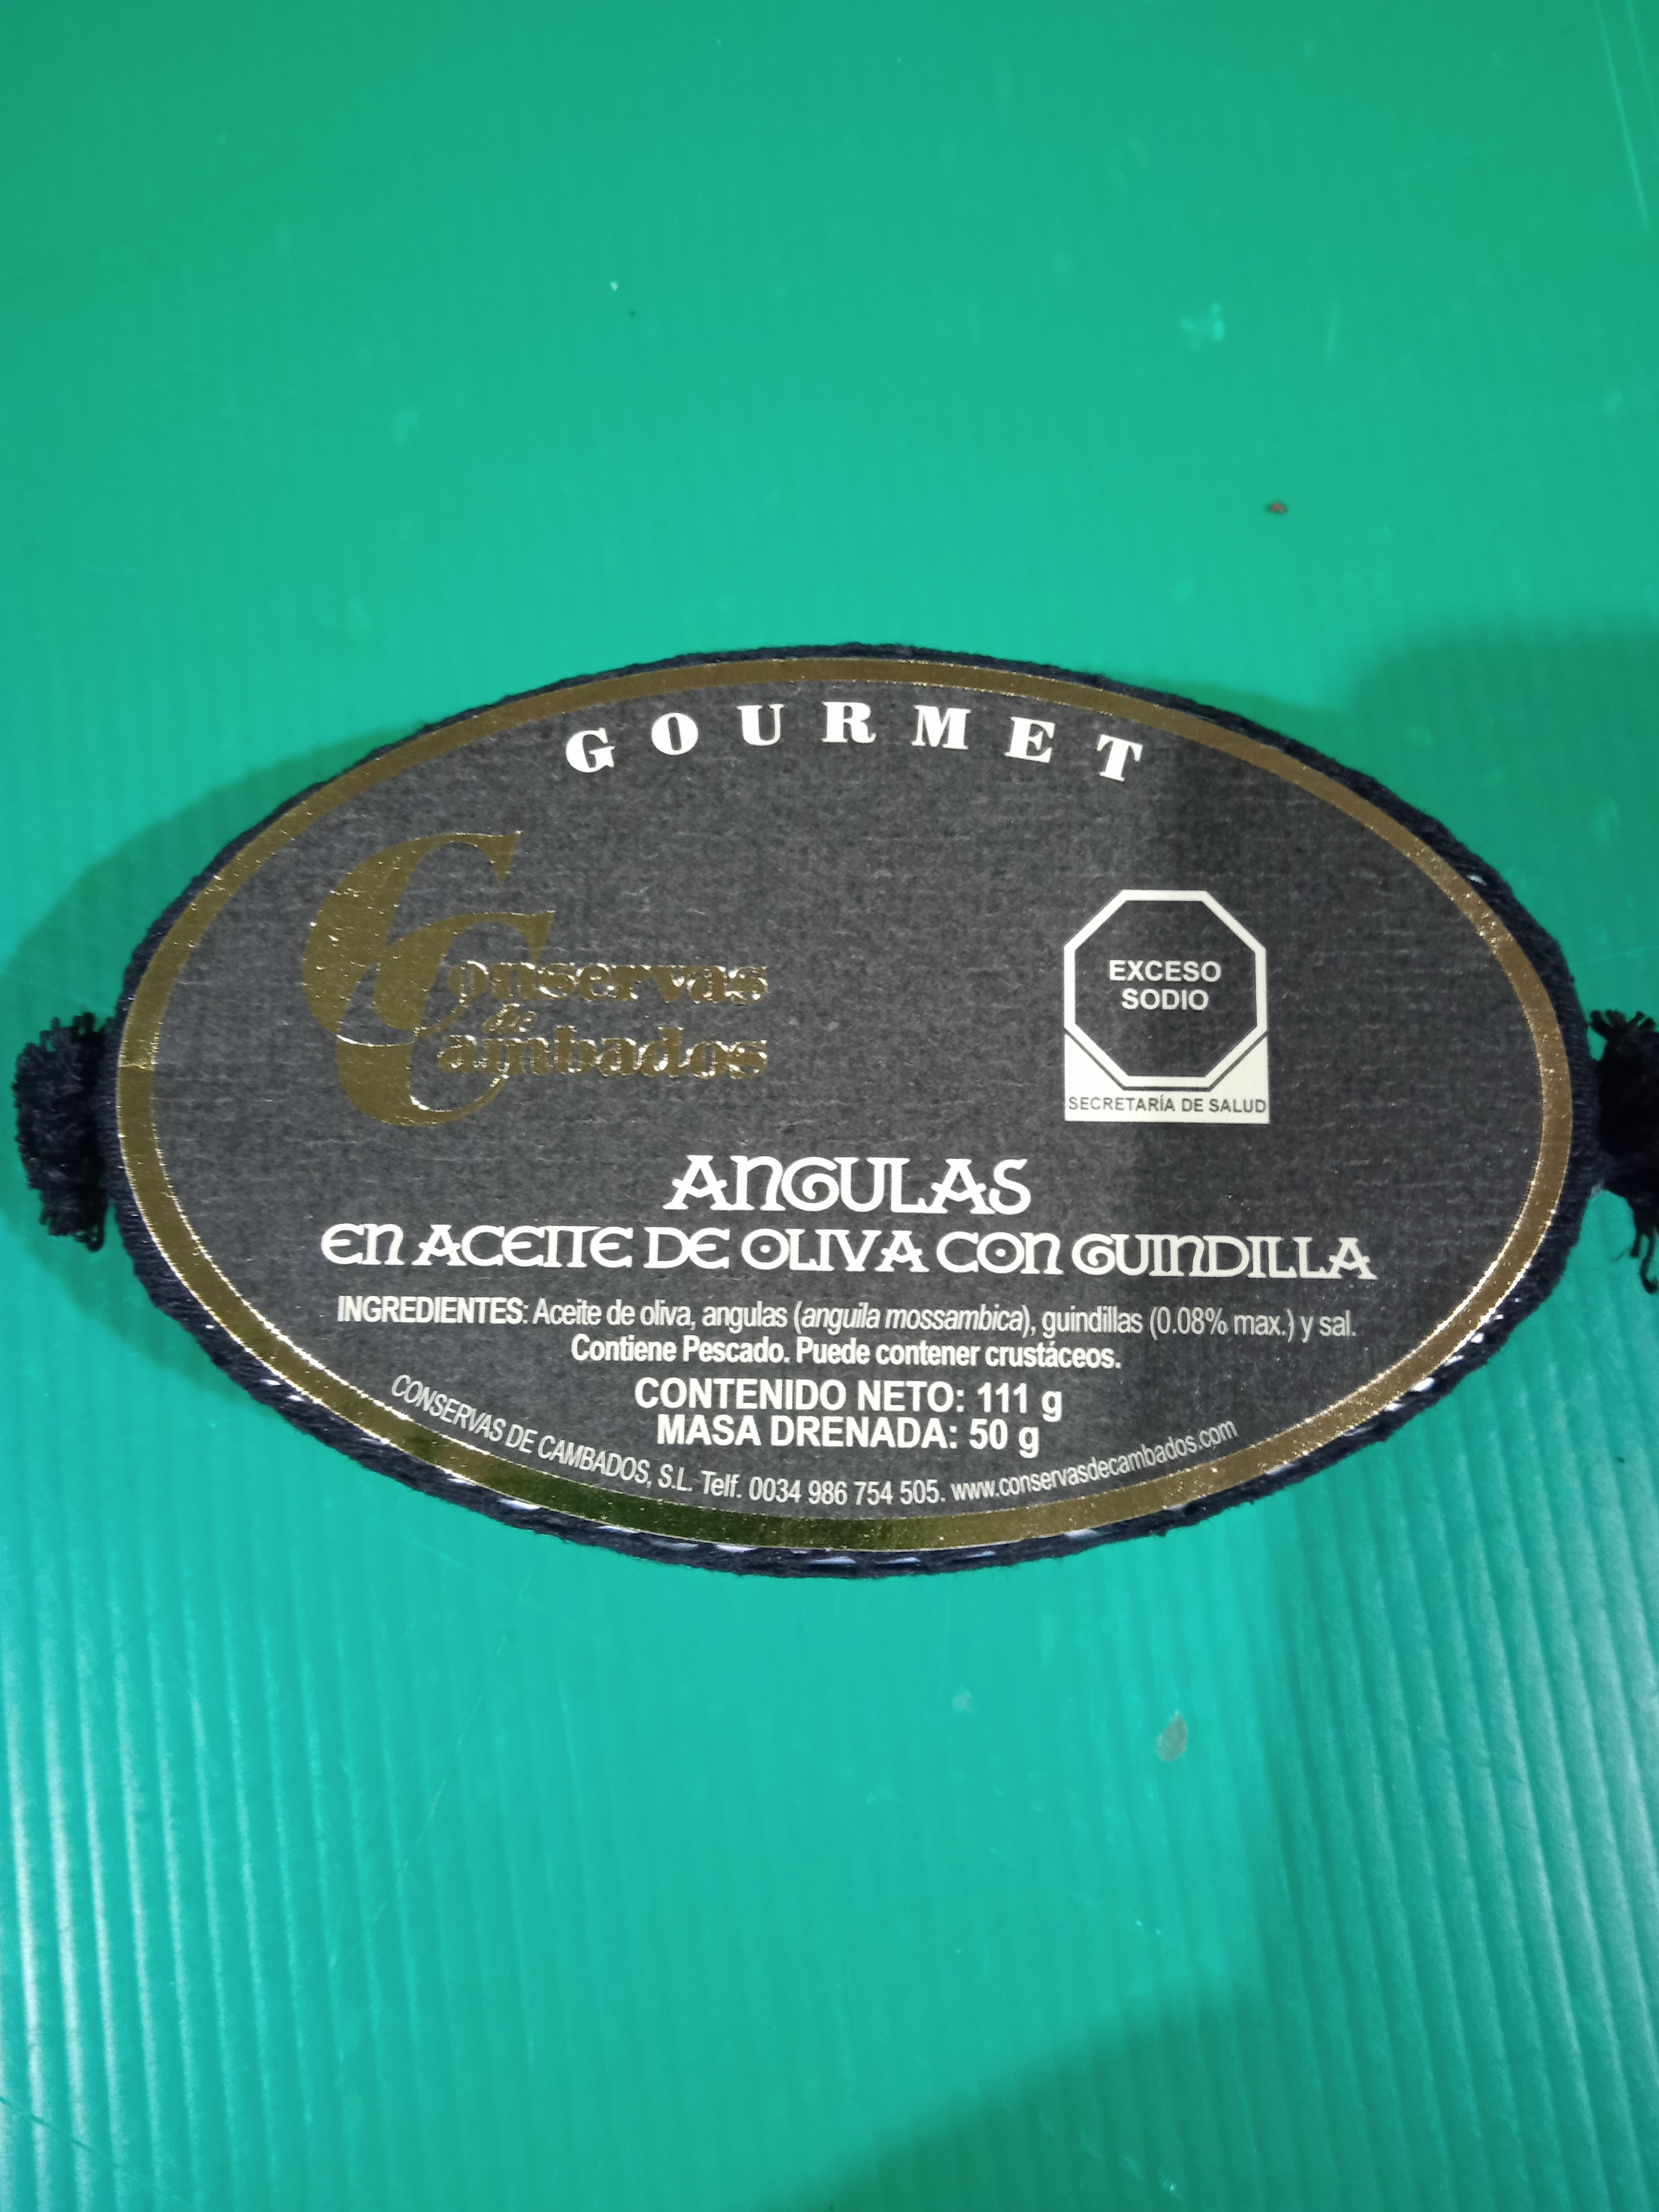 GOURMET
Conservas
de
Cambados
EXCESO
SODIO
SECRETARÍA DE SALUD
ANGULAS
EN ACEITE DE OLIVA CON GUINDILLA
INGREDIENTES: Aceite de oliva, angulas (anguila mossambica), guindillas (0.08% max.) y sal.
Contiene Pescado. Puede contener crustáceos.
CONTENIDO NETO: 111 g
MASA DRENADA: 50 g
CONSERVAS DE CAMBADOS, S.L. Telf. 0034 986 754 505. www.conservasdecambados.com